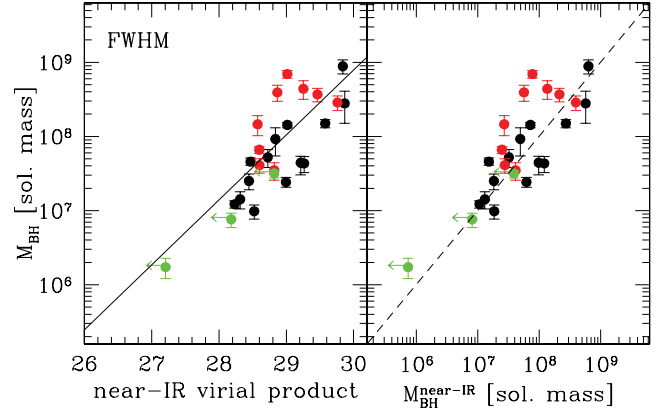 FWHM
M_BH [sol. mass]
10^9
10^8
10^7
10^6
26 27 28 29 30
near-IR virial product
10^6 10^7 10^8 10^9
M_BH^near-IR [sol. mass]